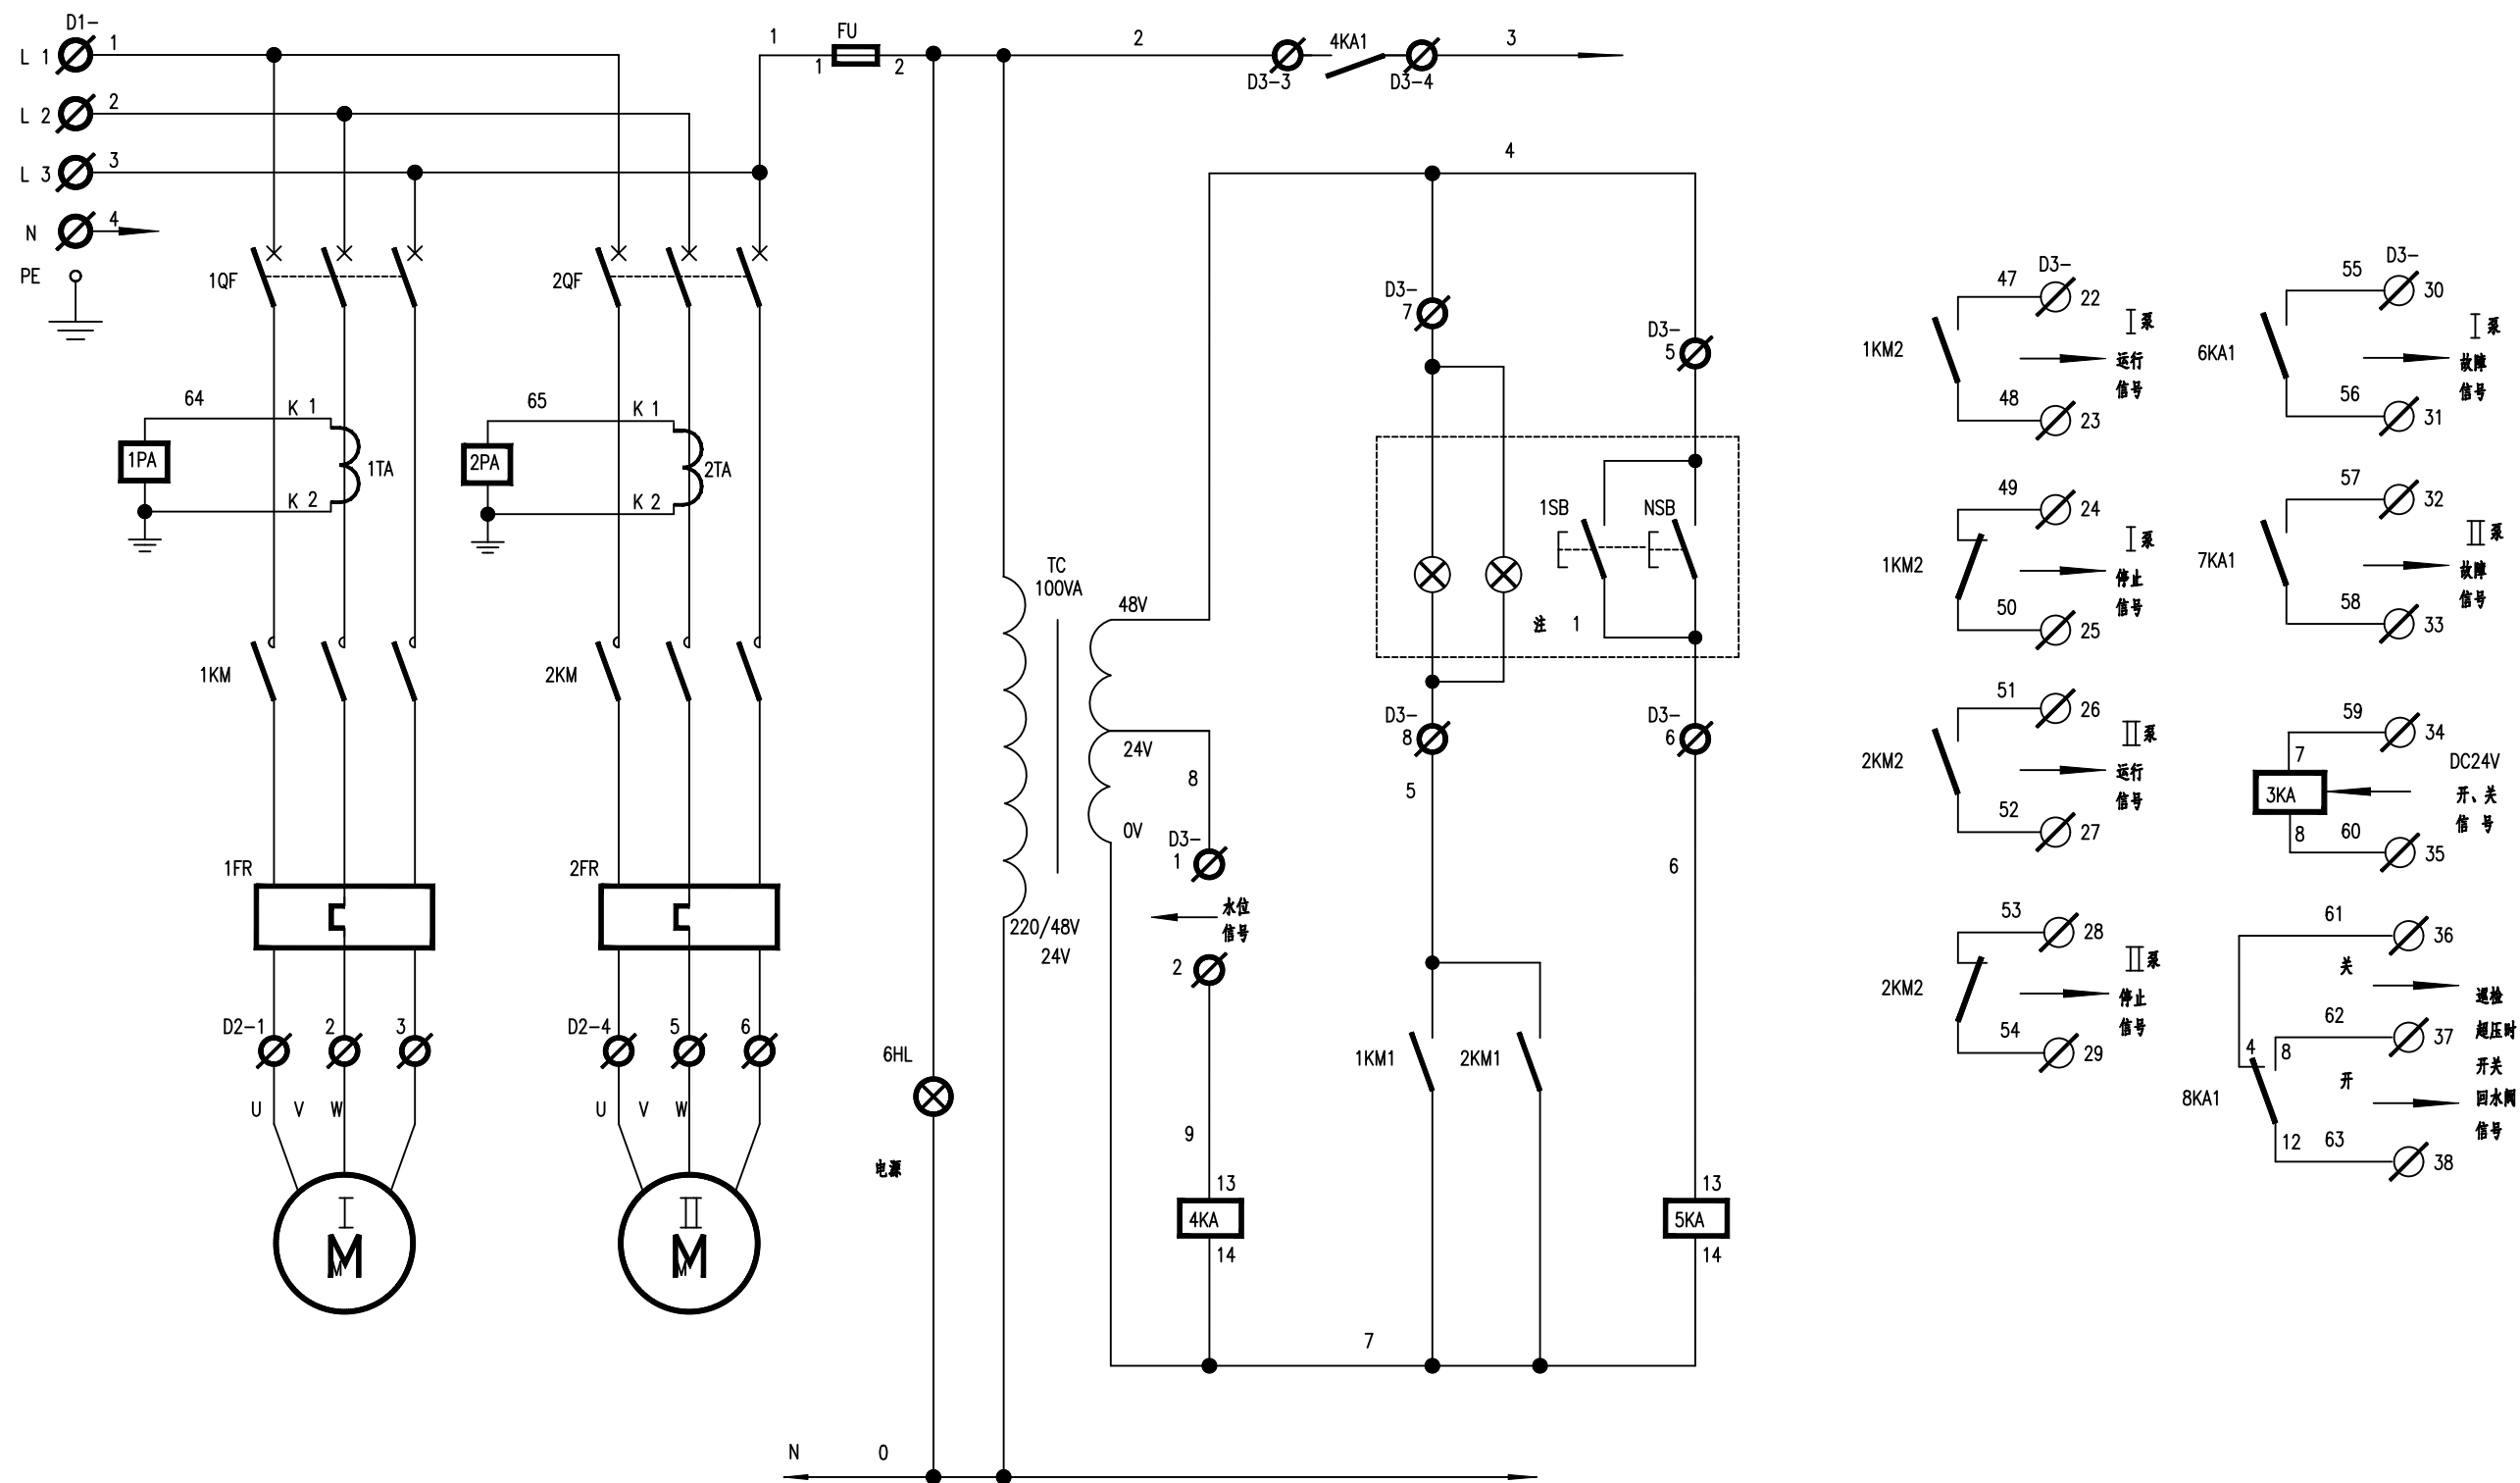 D1-
L 1
1
L 2
2
L 3
3
N
4
PE
1QF
2QF
64
K 1
1PA
1TA
K 2
65
K 1
2PA
2TA
K 2
1KM
2KM
1FR
2FR
D2-1
2
3
D2-4
5
6
U V W
U V W
I
M
M
II
M
M
1
FU
1
2
2
D3-3
4KA1
D3-4
3
4
D3-
7
D3-
5
1SB
NSB
注 1
TC
100VA
48V
24V
0V
220/48V
24V
8
D3-
1
水位
信号
2
9
13
4KA
14
D3-
8
5
D3-
6
6
1KM1
2KM1
13
5KA
14
7
6HL
电源
N
0
47
D3-
22
1KM2
I泵
运行
信号
48
23
49
24
1KM2
I泵
停止
信号
50
25
51
26
2KM2
II泵
运行
信号
52
27
53
28
2KM2
II泵
停止
信号
54
29
55
D3-
30
6KA1
I泵
故障
信号
56
31
57
32
7KA1
II泵
故障
信号
58
33
59
34
7
3KA
8
DC24V
开、关
信 号
60
35
61
36
关
62
37
4
8
开
8KA1
12
63
38
巡检
超压时
开关
回水阀
信号